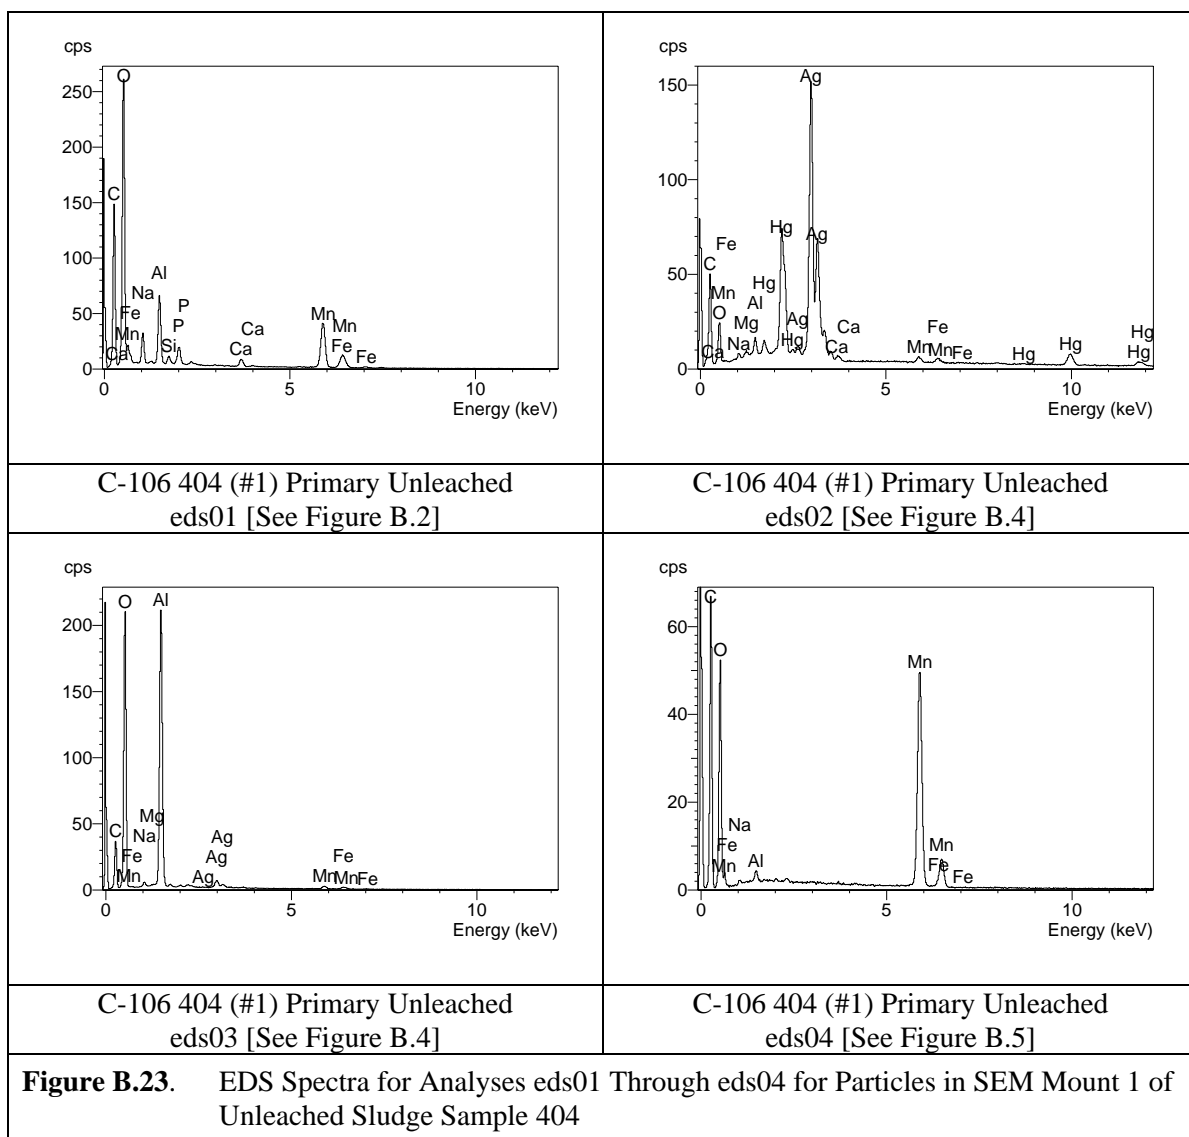 cps
250
200
150
100
50
0
O
C
Al
Na
Fe
Mn
Ca
P
P
Si
Ca
Ca
Mn
Mn
Fe
Fe
0 5 10
Energy (keV)
C-106 404 (#1) Primary Unleached
eds01 [See Figure B.2]
cps
150
100
50
0
Ag
Hg
Ag
Fe
C
Mn
Hg
Al
O
Mg
Ag
Ca
Na
Hg
Ca
Ca
Fe
Mn
Mn
Fe
Hg
Hg
Hg
Hg
0 5 10
Energy (keV)
C-106 404 (#1) Primary Unleached
eds02 [See Figure B.4]
cps
200
150
100
50
0
O
Al
C
Mg
Na
Fe
Mn
Ag
Ag
Ag
Fe
Mn
Mn
Fe
0 5 10
Energy (keV)
C-106 404 (#1) Primary Unleached
eds03 [See Figure B.4]
cps
60
40
20
0
C
O
Mn
Na
Fe
Mn
Al
Mn
Fe
Fe
0 5 10
Energy (keV)
C-106 404 (#1) Primary Unleached
eds04 [See Figure B.5]
Figure B.23. EDS Spectra for Analyses eds01 Through eds04 for Particles in SEM Mount 1 of
Unleached Sludge Sample 404